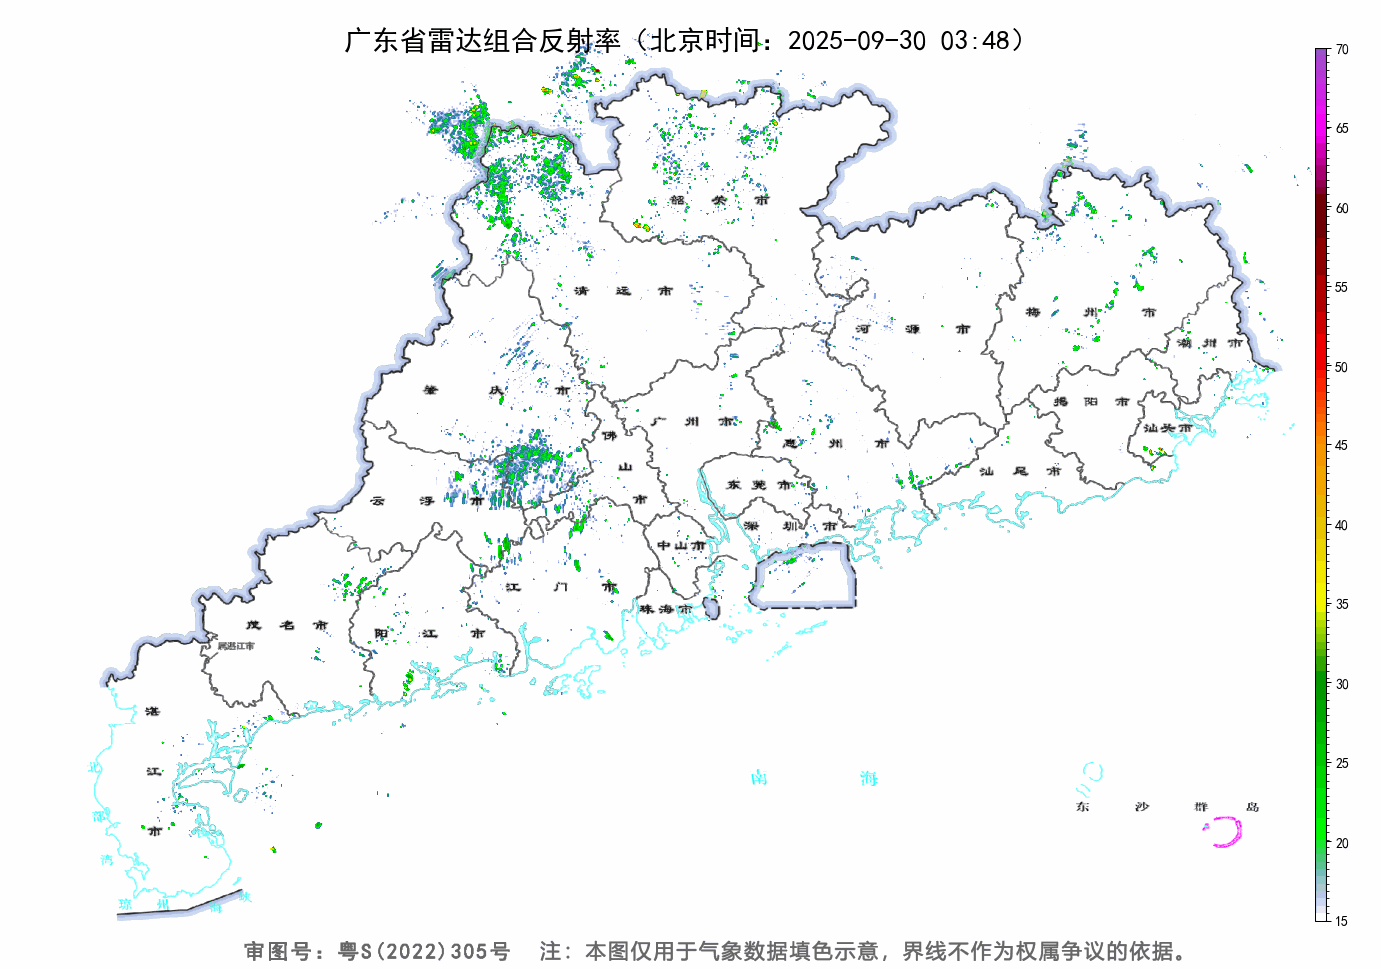 广东省雷达组合反射率（北京时间：2025-09-30 03:48）
70
65
60
55
50
45
40
35
30
25
20
15
韶关市
清远市
河源市
梅州市
潮州市
肇庆市
广州市
佛山市
惠州市
揭阳市
汕头市
汕尾市
云浮市
东莞市
深圳市
中山市
江门市
珠海市
茂名市
阳江市
属湛江市
湛江市
北部湾
琼州海峡
南海
东沙群岛
审图号：粤S(2022)305号 注：本图仅用于气象数据填色示意，界线不作为权属争议的依据。